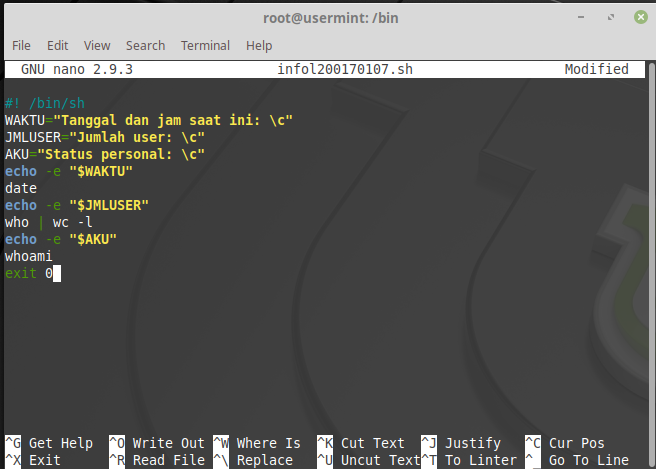 root@usermint: /bin
File Edit View Search Terminal Help
GNU nano 2.9.3 infol200170107.sh Modified
#! /bin/sh
WAKTU="Tanggal dan jam saat ini: \c"
JMLUSER="Jumlah user: \c"
AKU="Status personal: \c"
echo -e "$WAKTU"
date
echo -e "$JMLUSER"
who | wc -l
echo -e "$AKU"
whoami
exit 0
^G Get Help ^O Write Out ^W Where Is ^K Cut Text ^J Justify ^C Cur Pos
^X Exit ^R Read File ^\ Replace ^U Uncut Text^T To Linter ^_ Go To Line